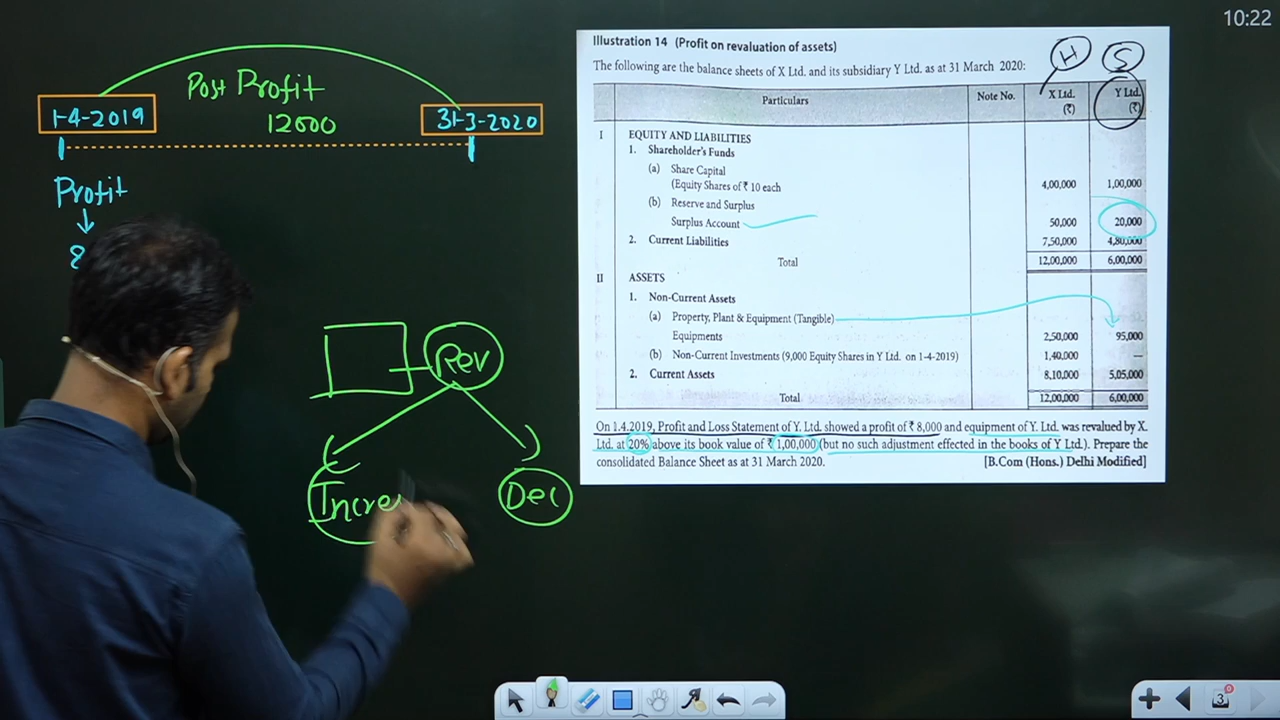 10:22
Post Profit
12000
1-4-2019
31-3-2020
Profit
8
Rev
Dec
Illustration 14 (Profit on revaluation of assets)
The following are the balance sheets of X Ltd. and its subsidiary Y Ltd. as at 31 March 2020:
H S
Particulars Note No. X Ltd. (₹) Y Ltd. (₹)
I EQUITY AND LIABILITIES
1. Shareholder's Funds
(a) Share Capital
(Equity Shares of ₹ 10 each 4,00,000 1,00,000
(b) Reserve and Surplus
Surplus Account 50,000 20,000
2. Current Liabilities 7,50,000 4,80,000
Total 12,00,000 6,00,000
II ASSETS
1. Non-Current Assets
(a) Property, Plant & Equipment (Tangible)
Equipments 2,50,000 95,000
(b) Non-Current Investments (9,000 Equity Shares in Y Ltd. on 1-4-2019) 1,40,000 —
2. Current Assets 8,10,000 5,05,000
Total 12,00,000 6,00,000
On 1.4.2019, Profit and Loss Statement of Y. Ltd. showed a profit of ₹ 8,000 and equipment of Y. Ltd. was revalued by X.
Ltd. at 20% above its book value of ₹ 1,00,000 (but no such adjustment effected in the books of Y Ltd.). Prepare the
consolidated Balance Sheet as at 31 March 2020. [B.Com (Hons.) Delhi Modified]
3